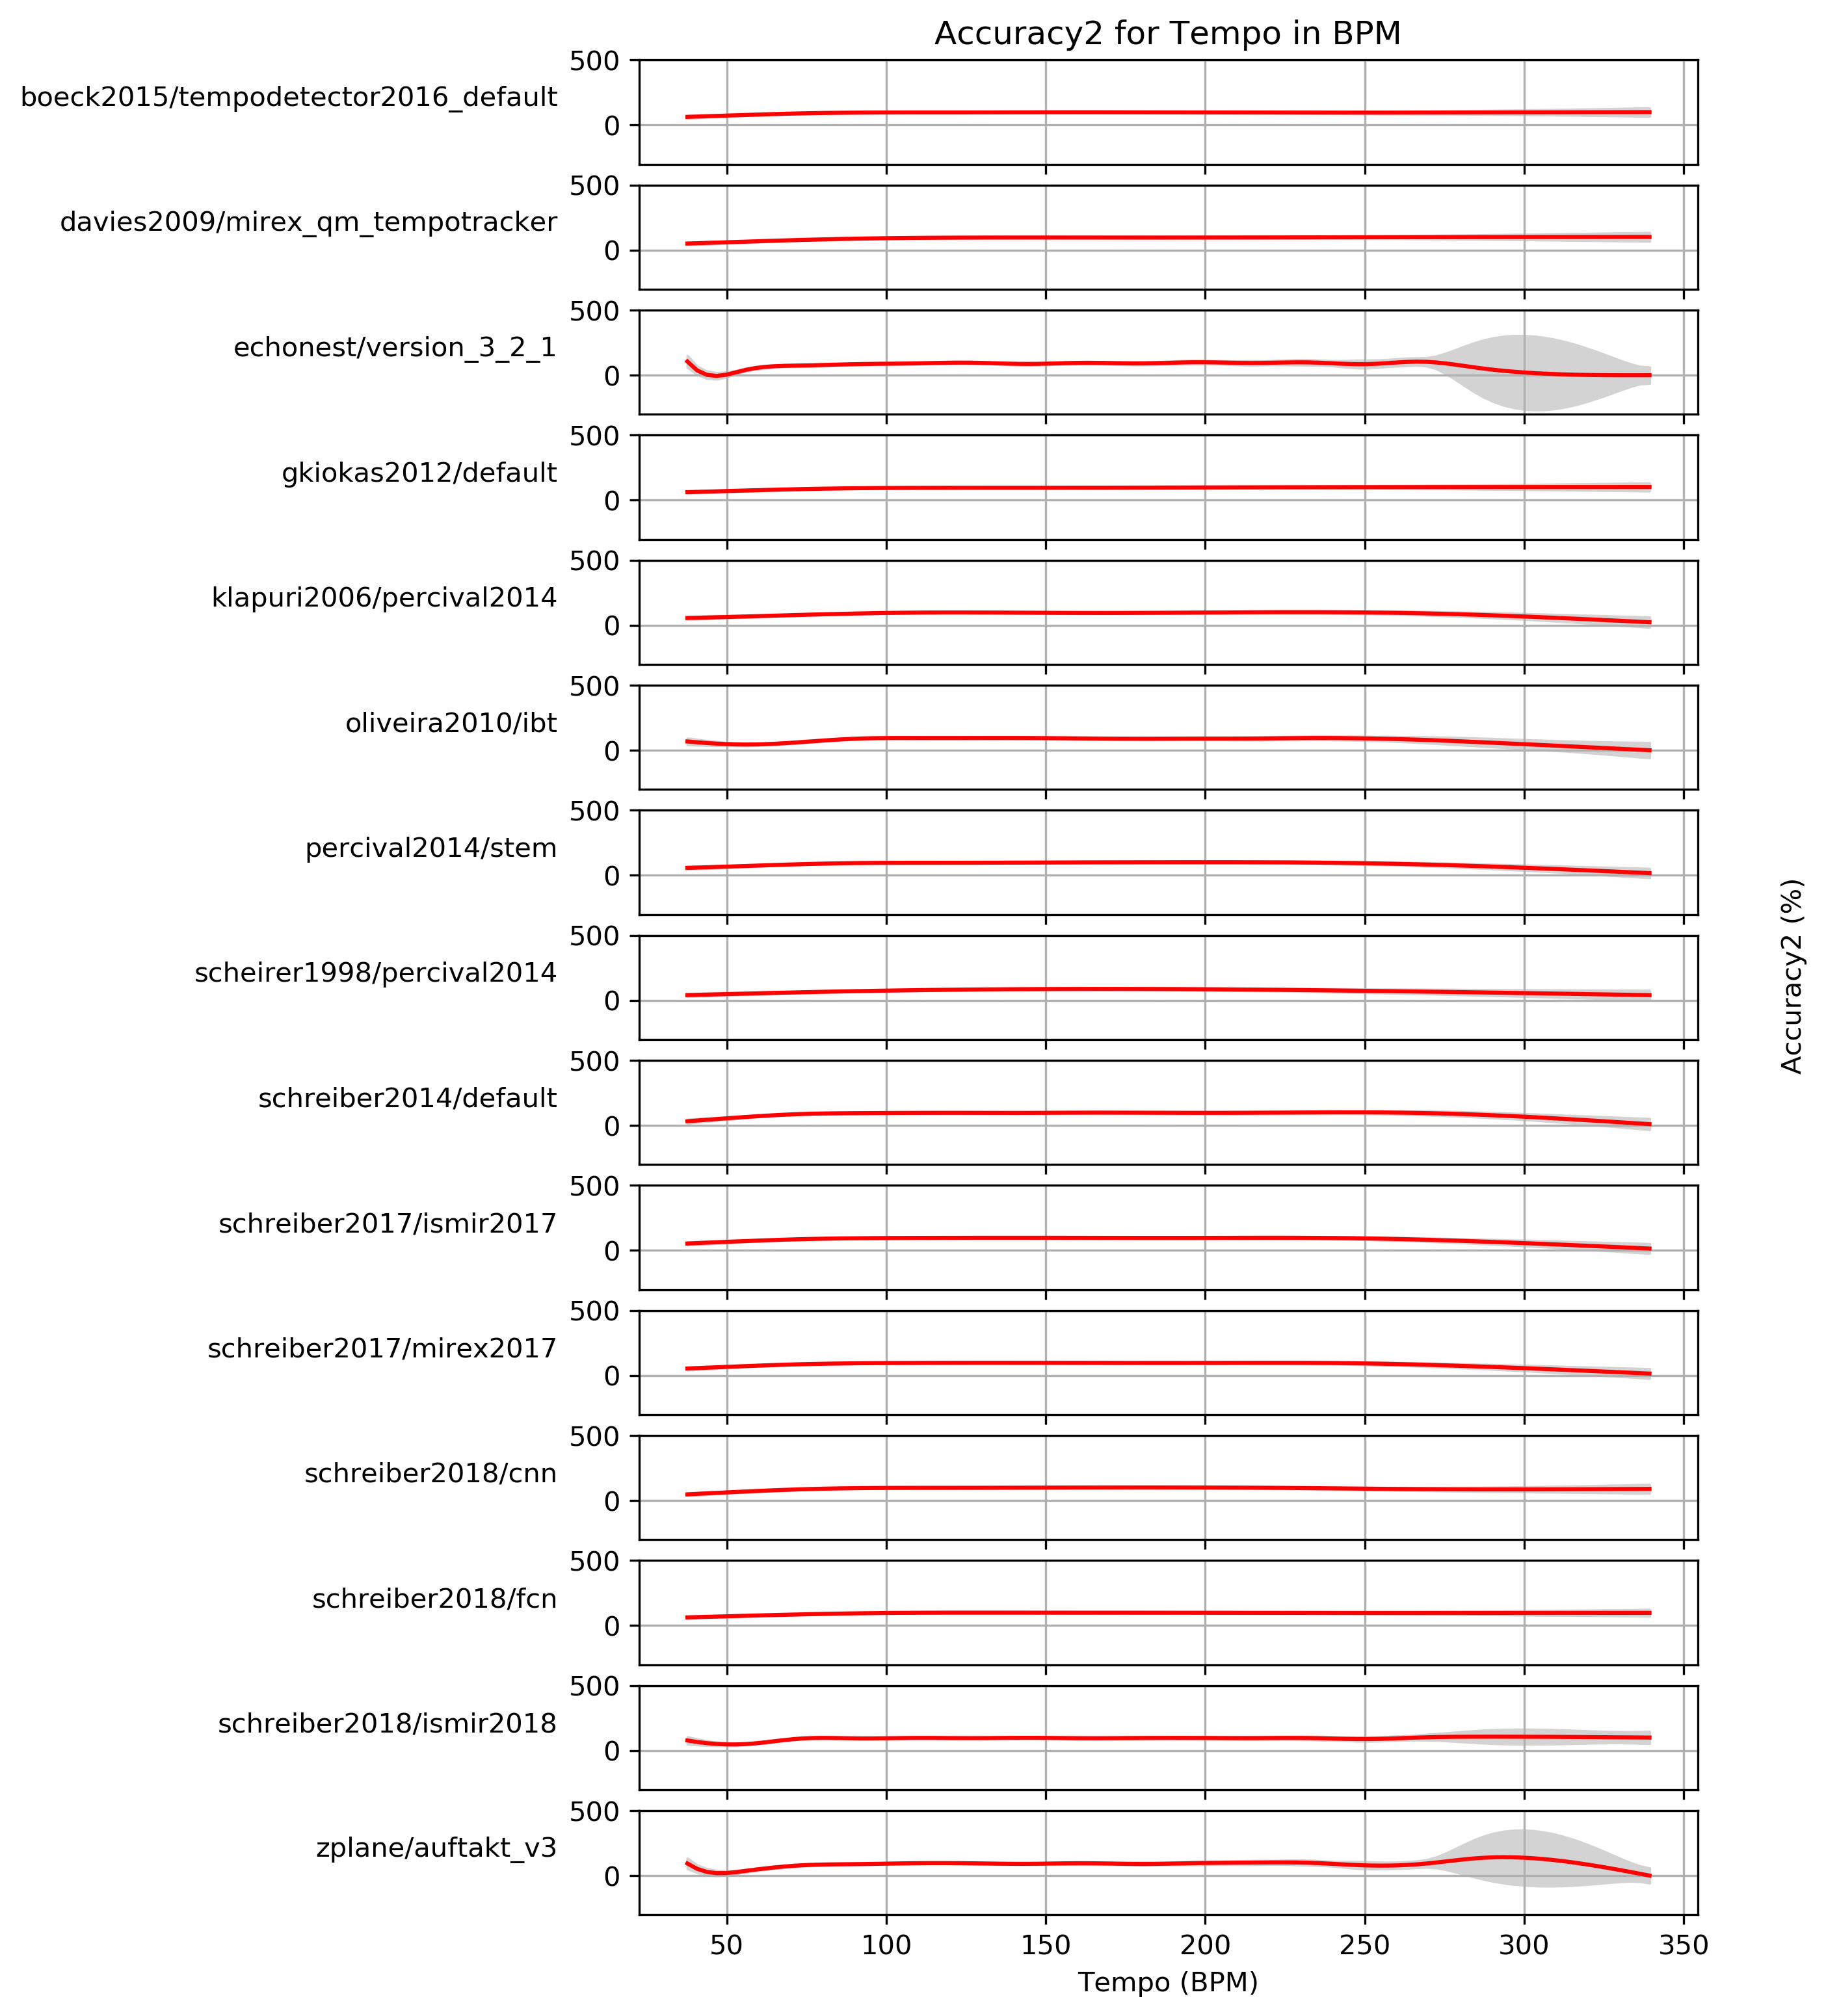 Accuracy2 for Tempo in BPM
500
boeck2015/tempodetector2016_default
0
500
davies2009/mirex_qm_tempotracker
0
500
echonest/version_3_2_1
0
500
gkiokas2012/default
0
500
klapuri2006/percival2014
0
500
oliveira2010/ibt
0
500
percival2014/stem
0
500
scheirer1998/percival2014
0
500
schreiber2014/default
0
500
schreiber2017/ismir2017
0
500
schreiber2017/mirex2017
0
500
schreiber2018/cnn
0
500
schreiber2018/fcn
0
500
schreiber2018/ismir2018
0
500
zplane/auftakt_v3
0
50 100 150 200 250 300 350
Tempo (BPM)
Accuracy2 (%)